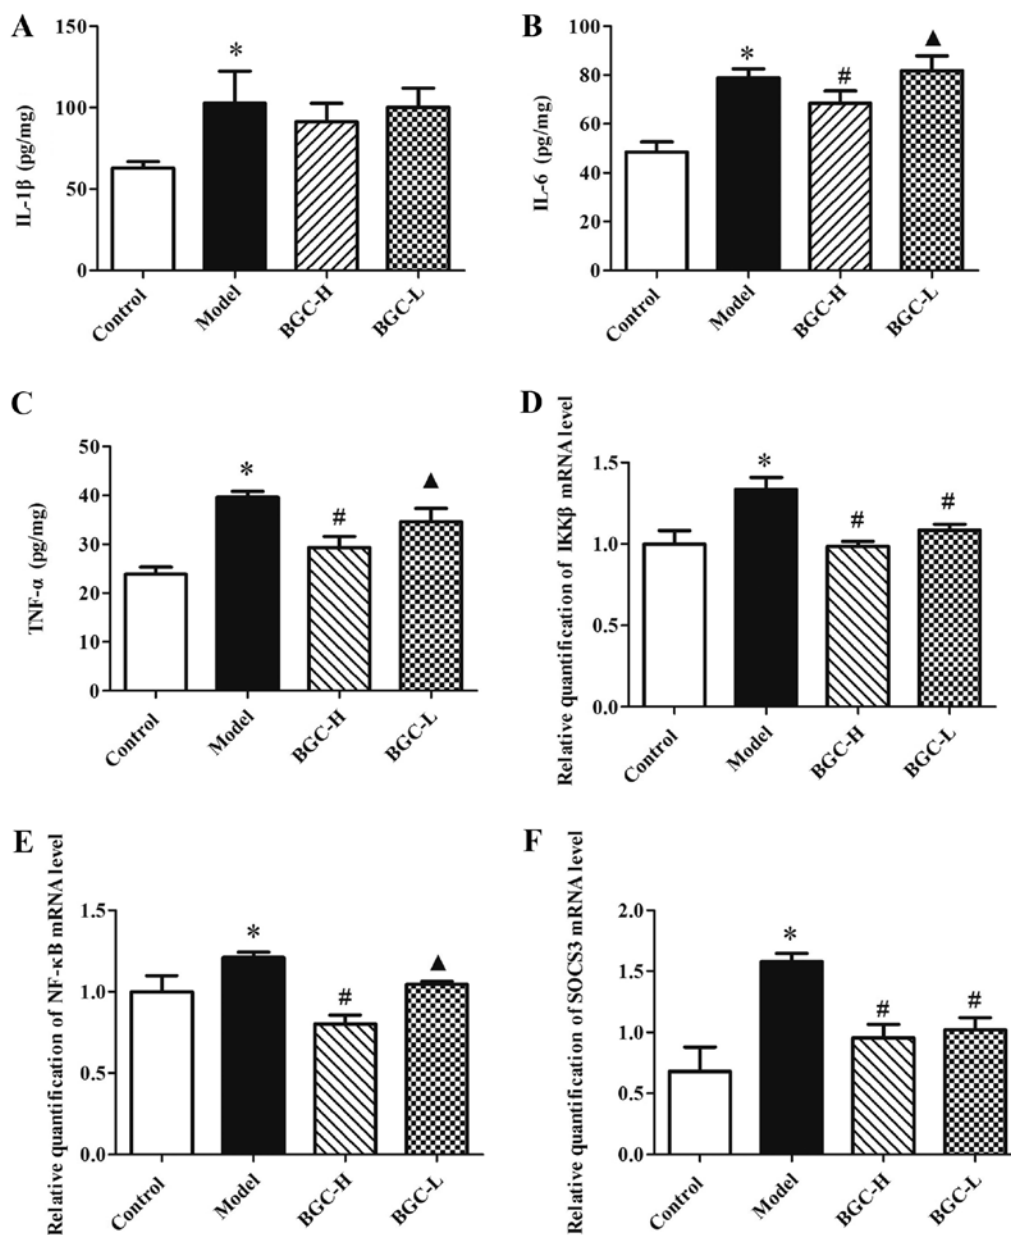 A
IL-1β (pg/mg)
150
100
50
0
*
Control
Model
BGC-H
BGC-L
B
IL-6 (pg/mg)
100
80
60
40
20
0
*
#
▲
Control
Model
BGC-H
BGC-L
C
TNF-α (pg/mg)
50
40
30
20
10
0
*
#
▲
Control
Model
BGC-H
BGC-L
D
Relative quantification of IKKβ mRNA level
1.5
1.0
0.5
0.0
*
#
#
Control
Model
BGC-H
BGC-L
E
Relative quantification of NF-κB mRNA level
1.5
1.0
0.5
0.0
*
#
▲
Control
Model
BGC-H
BGC-L
F
Relative quantification of SOCS3 mRNA level
2.0
1.5
1.0
0.5
0.0
*
#
#
Control
Model
BGC-H
BGC-L